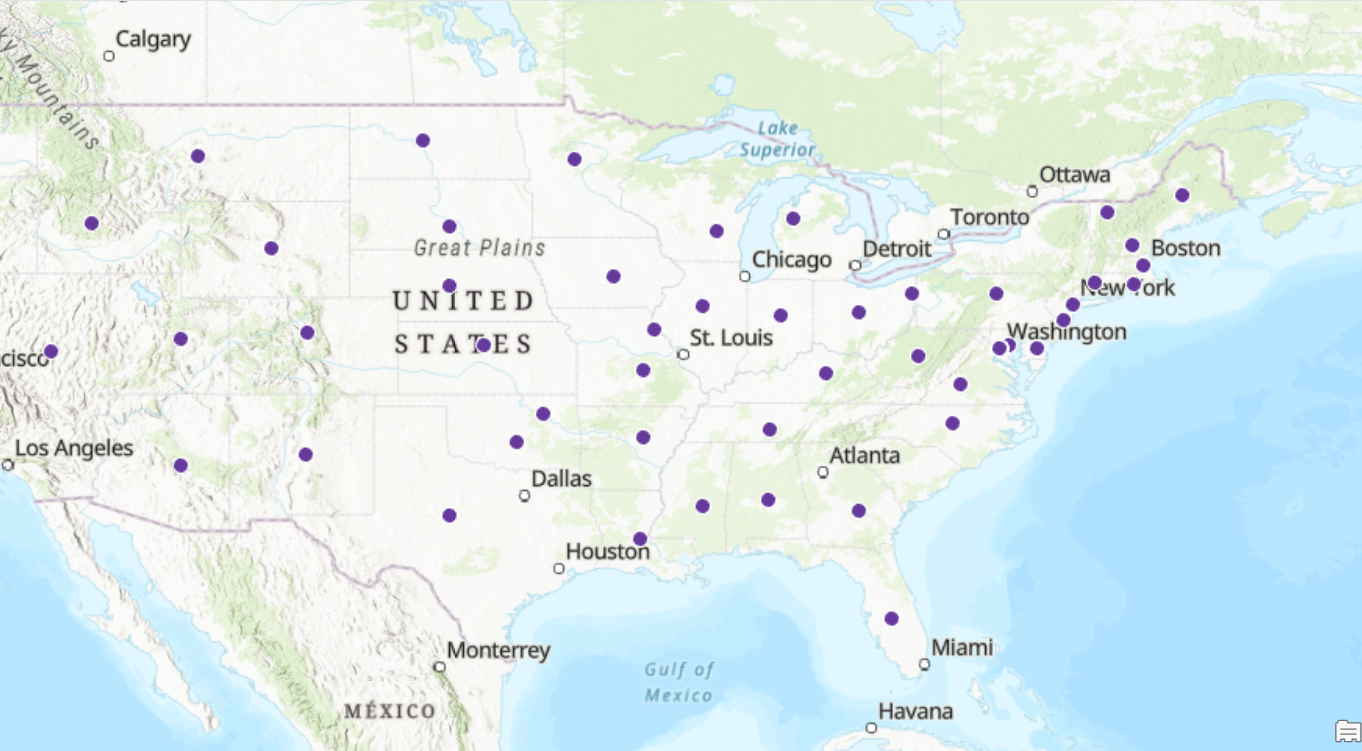 Calgary
ky Mountains
Lake
Superior
Ottawa
Toronto
Detroit
Boston
Great Plains
Chicago
New York
UNITED
STATES
St. Louis
Washington
cisco
Los Angeles
Atlanta
Dallas
Houston
Monterrey
Miami
Gulf of
Mexico
MÉXICO
Havana